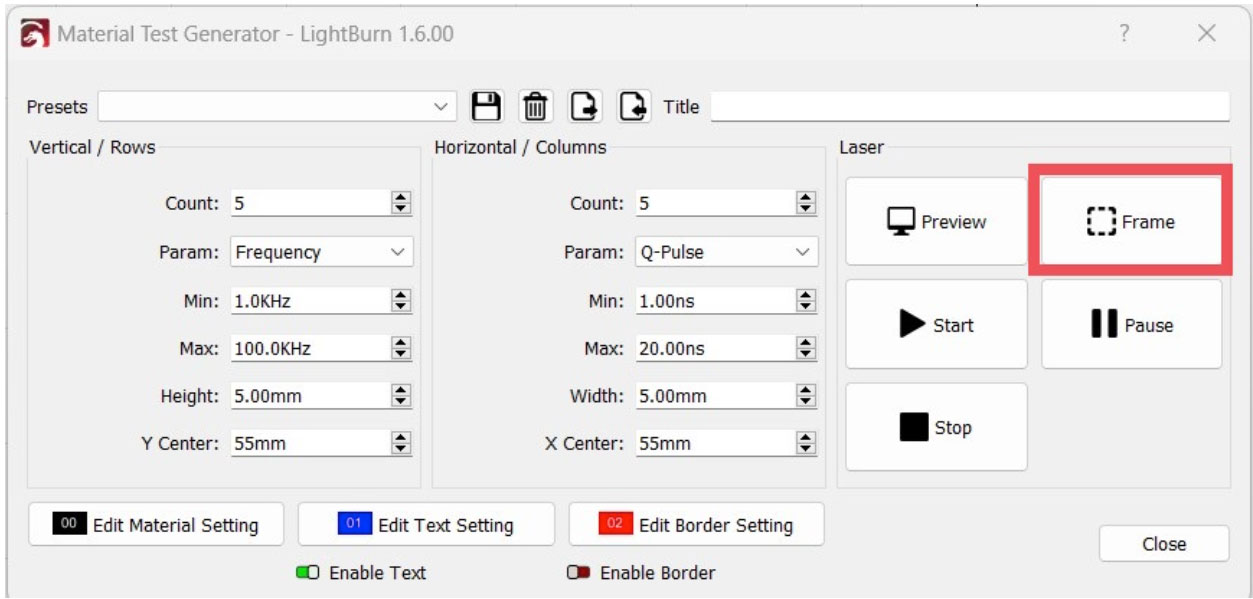 Material Test Generator - LightBurn 1.6.00
Presets
Title
Vertical / Rows
Count: 5
Param: Frequency
Min: 1.0KHz
Max: 100.0KHz
Height: 5.00mm
Y Center: 55mm
Horizontal / Columns
Count: 5
Param: Q-Pulse
Min: 1.00ns
Max: 20.00ns
Width: 5.00mm
X Center: 55mm
Laser
Preview
Frame
Start
Pause
Stop
00 Edit Material Setting
01 Edit Text Setting
02 Edit Border Setting
Enable Text
Enable Border
Close